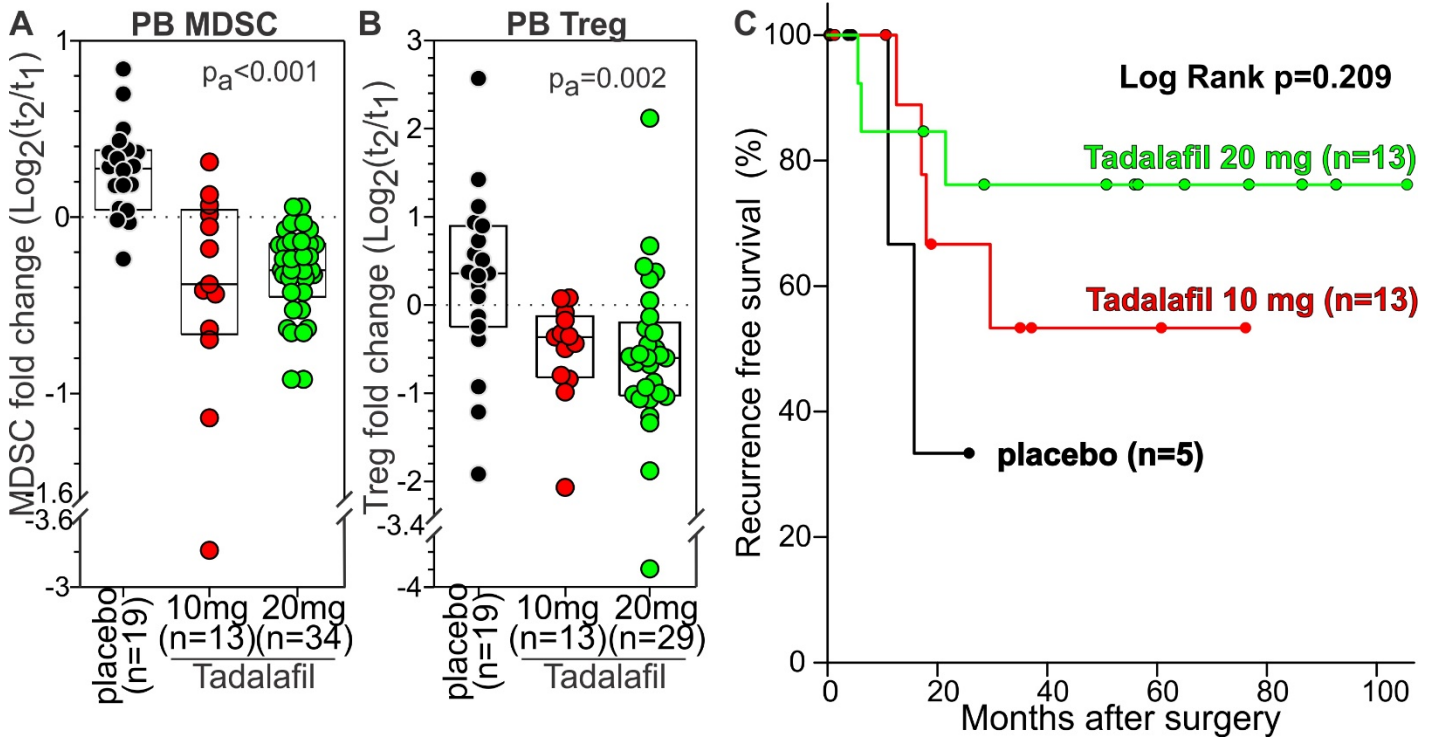 A
PB MDSC
MDSC fold change (Log2(t2/t1)
1
0
-1
1.6
-3.6
-3
pa<0.001
placebo
(n=19)
10mg
(n=13)
20mg
(n=34)
Tadalafil
B
PB Treg
Treg fold change (Log2(t2/t1)
3
2
1
0
-1
-2
-3.4
-4
pa=0.002
placebo
(n=19)
10mg
(n=13)
20mg
(n=29)
Tadalafil
C
Recurrence free survival (%)
100
80
60
40
20
0
Log Rank p=0.209
Tadalafil 20 mg (n=13)
Tadalafil 10 mg (n=13)
placebo (n=5)
0 20 40 60 80 100
Months after surgery